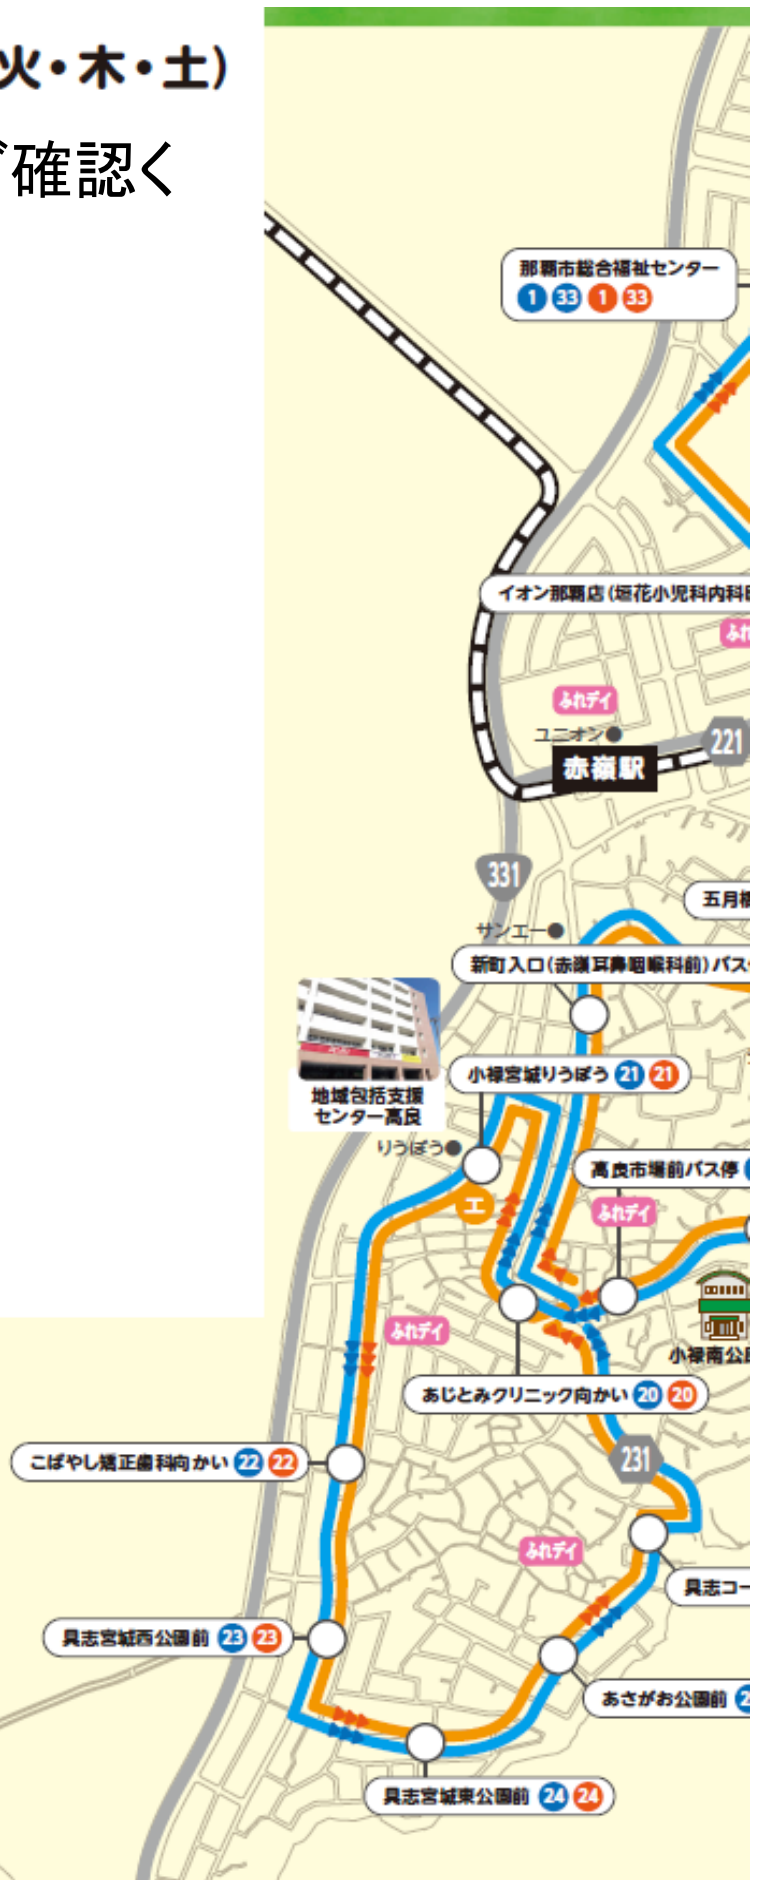 火・木・土)
ご確認く
那覇市総合福祉センター
1 33 1 33
イオン那覇店(垣花小児科内科
ふれ
ふれデイ
ユニオン
221
赤嶺駅
331
五月橋
サンエー
新町入口(赤嶺耳鼻咽喉科前)バス
地域包括支援
センター高良
小禄宮城りうぼう 21 21
りうぼう
高良市場前バス停
エ
ふれデイ
小禄南公民
ふれデイ
あじとみクリニック向かい 20 20
231
こばやし矯正歯科向かい 22 22
ふれデイ
具志コー
具志宮城西公園前 23 23
あさがお公園前 2
具志宮城東公園前 24 24